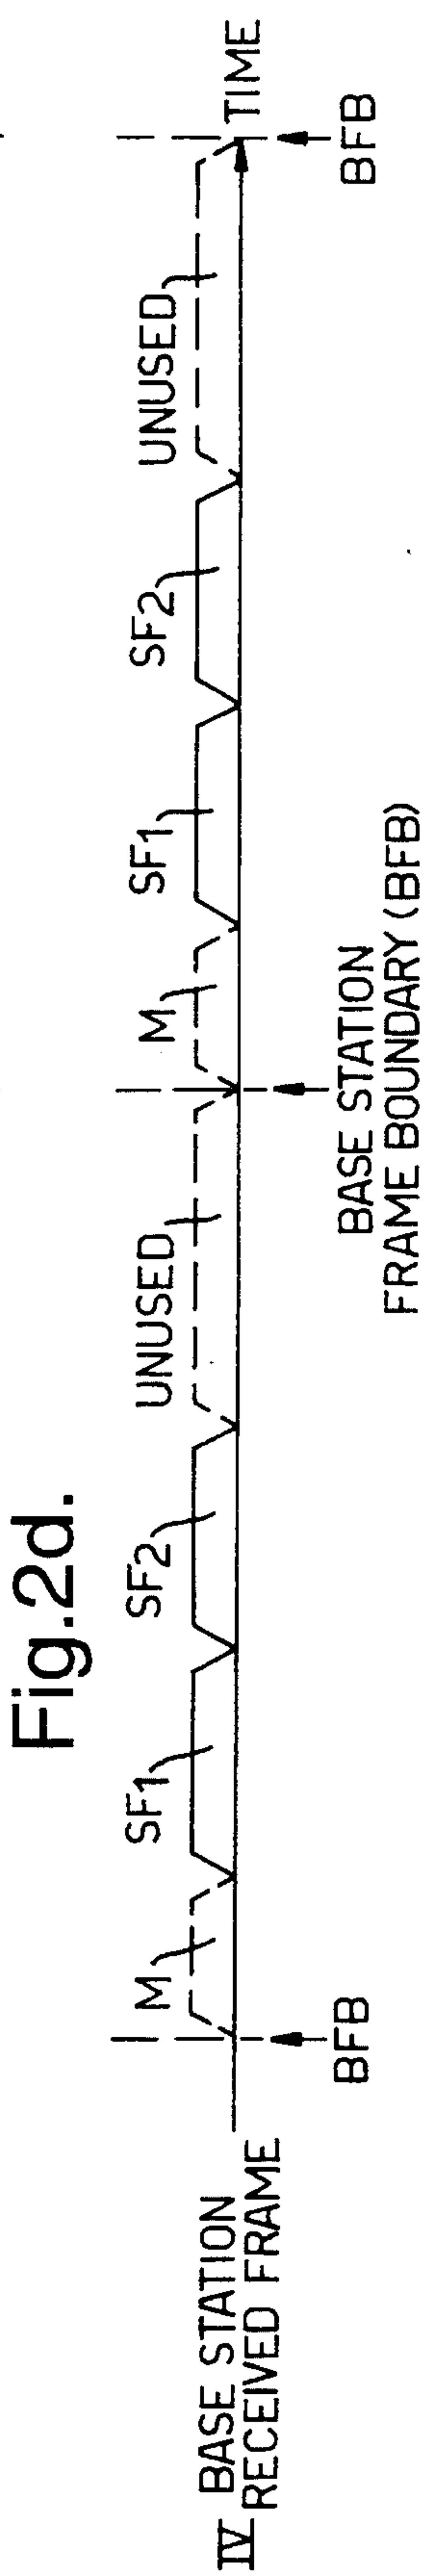 Fig.2d.
IV BASE STATION
RECEIVED FRAME
M
SF1
SF2
UNUSED
M
SF1
SF2
UNUSED
TIME
BFB
BASE STATION
FRAME BOUNDARY (BFB)
BFB